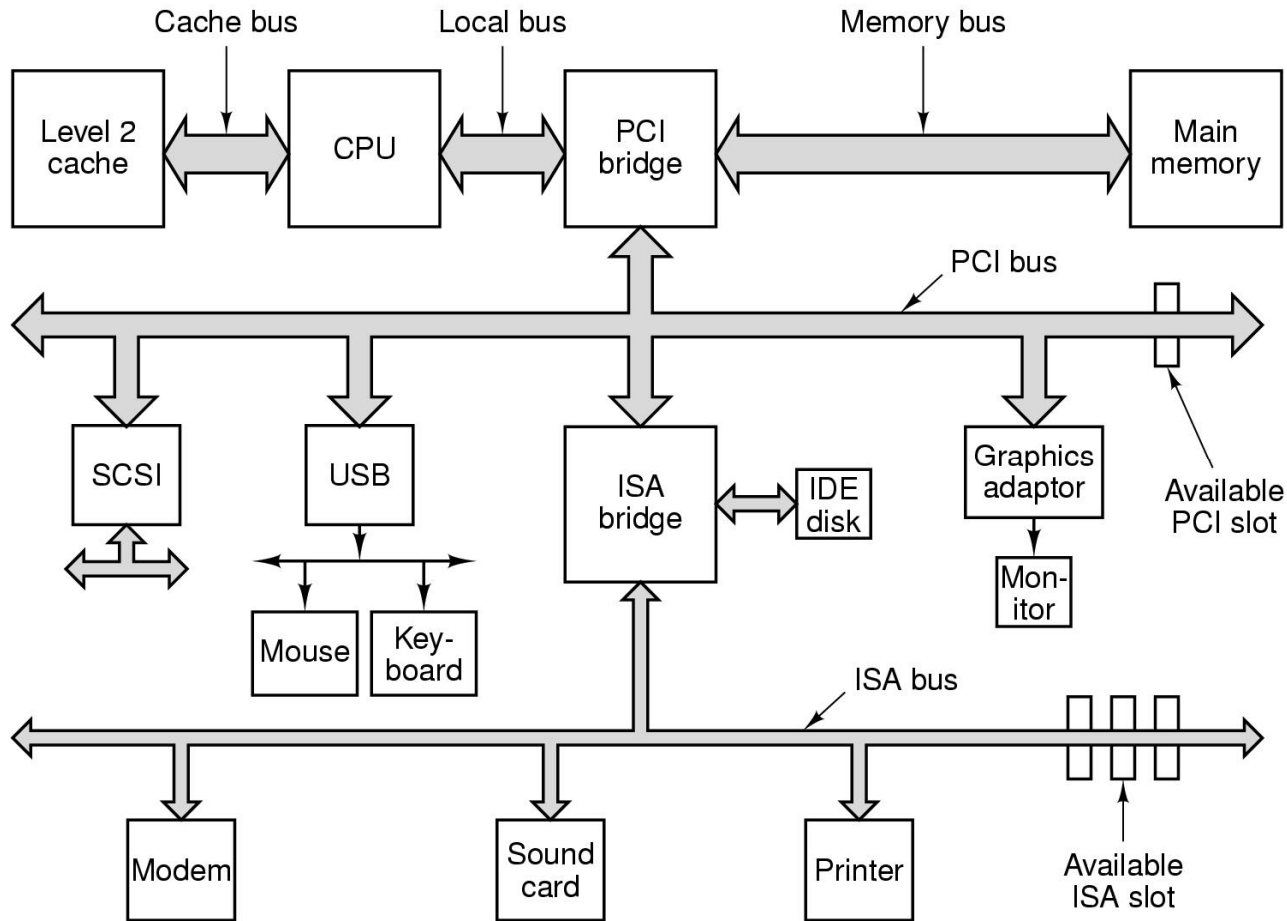 Cache bus
Local bus
Memory bus
Level 2
cache
CPU
PCI
bridge
Main
memory
PCI bus
SCSI
USB
ISA
bridge
IDE
disk
Graphics
adaptor
Available
PCI slot
Mon-
itor
Mouse
Key-
board
ISA bus
Modem
Sound
card
Printer
Available
ISA slot